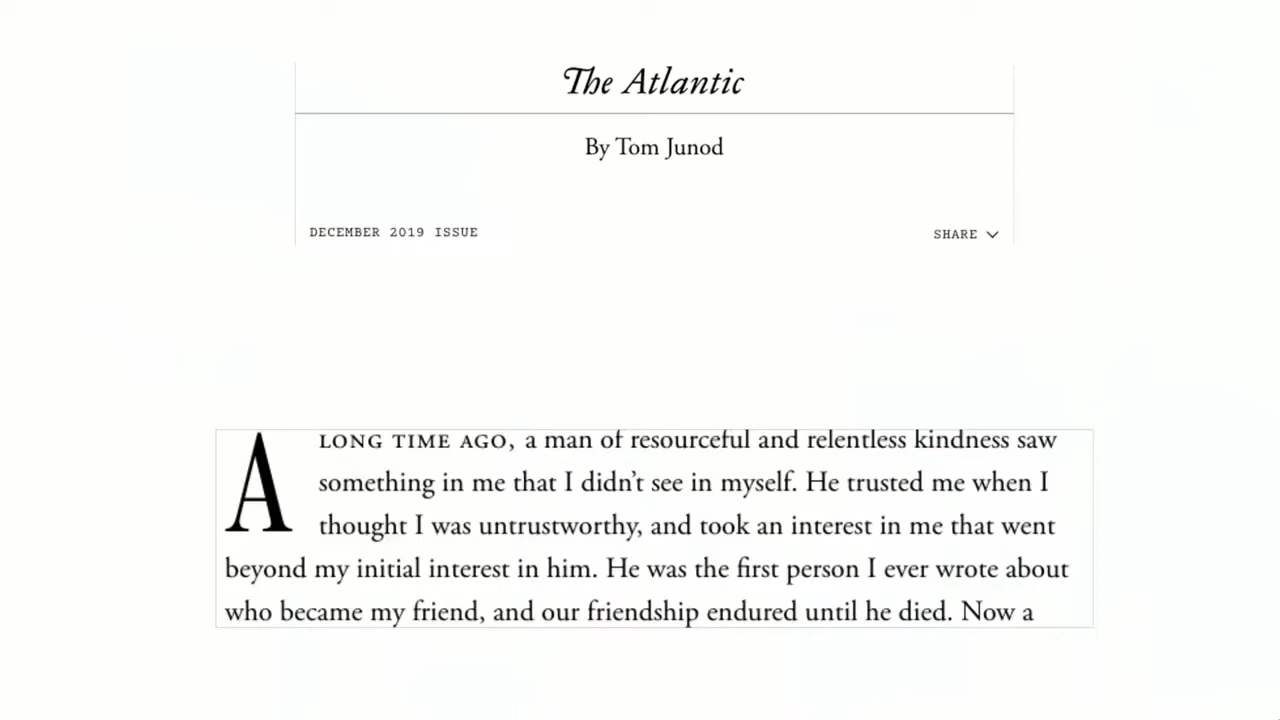 The Atlantic
By Tom Junod
DECEMBER 2019 ISSUE
SHARE
A LONG TIME AGO, a man of resourceful and relentless kindness saw
something in me that I didn’t see in myself. He trusted me when I
thought I was untrustworthy, and took an interest in me that went
beyond my initial interest in him. He was the first person I ever wrote about
who became my friend, and our friendship endured until he died. Now a